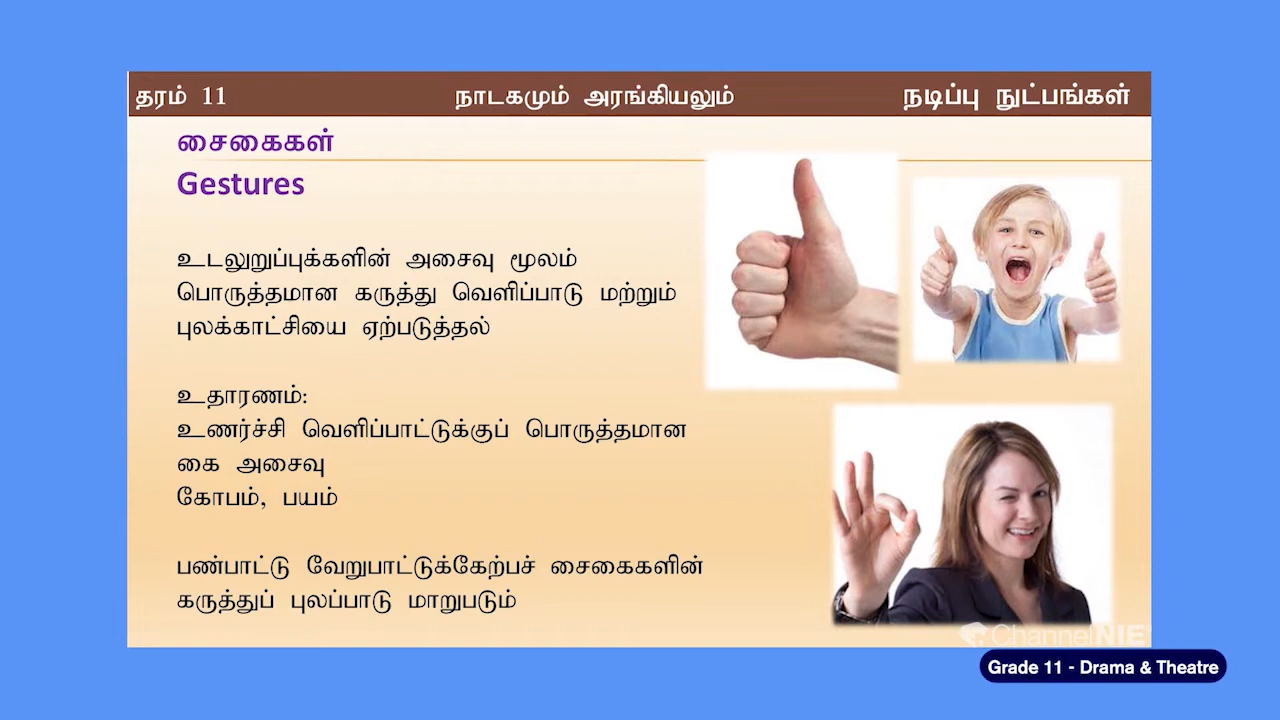 தரம் 11 நாடகமும் அரங்கியலும் நடிப்பு நுட்பங்கள்
சைகைகள்
Gestures
உடலுறுப்புக்களின் அசைவு மூலம்
பொருத்தமான கருத்து வெளிப்பாடு மற்றும்
புலக்காட்சியை ஏற்படுத்தல்
உதாரணம்:
உணர்ச்சி வெளிப்பாட்டுக்குப் பொருத்தமான
கை அசைவு
கோபம், பயம்
பண்பாட்டு வேறுபாட்டுக்கேற்பச் சைகைகளின்
கருத்துப் புலப்பாடு மாறுபடும்
ChannelNIE
Grade 11 - Drama & Theatre